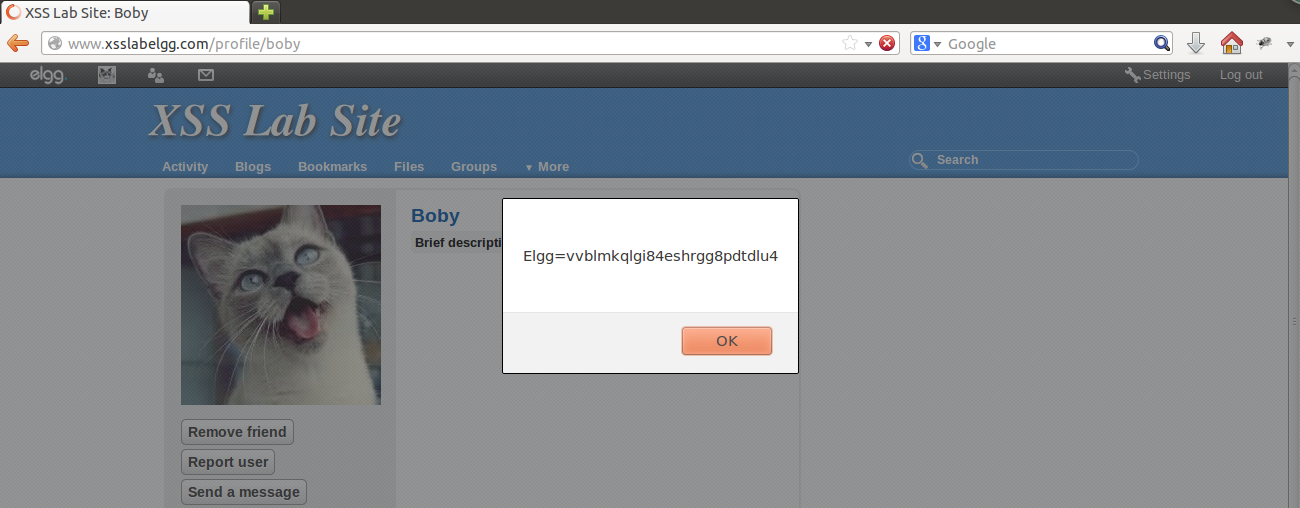 XSS Lab Site: Boby
www.xsslabelgg.com/profile/boby
Google
elgg.
Settings
Log out
XSS Lab Site
Activity
Blogs
Bookmarks
Files
Groups
▼ More
Search
Boby
Brief descripti
Elgg=vvblmkqlgi84eshrgg8pdtdlu4
OK
Remove friend
Report user
Send a message